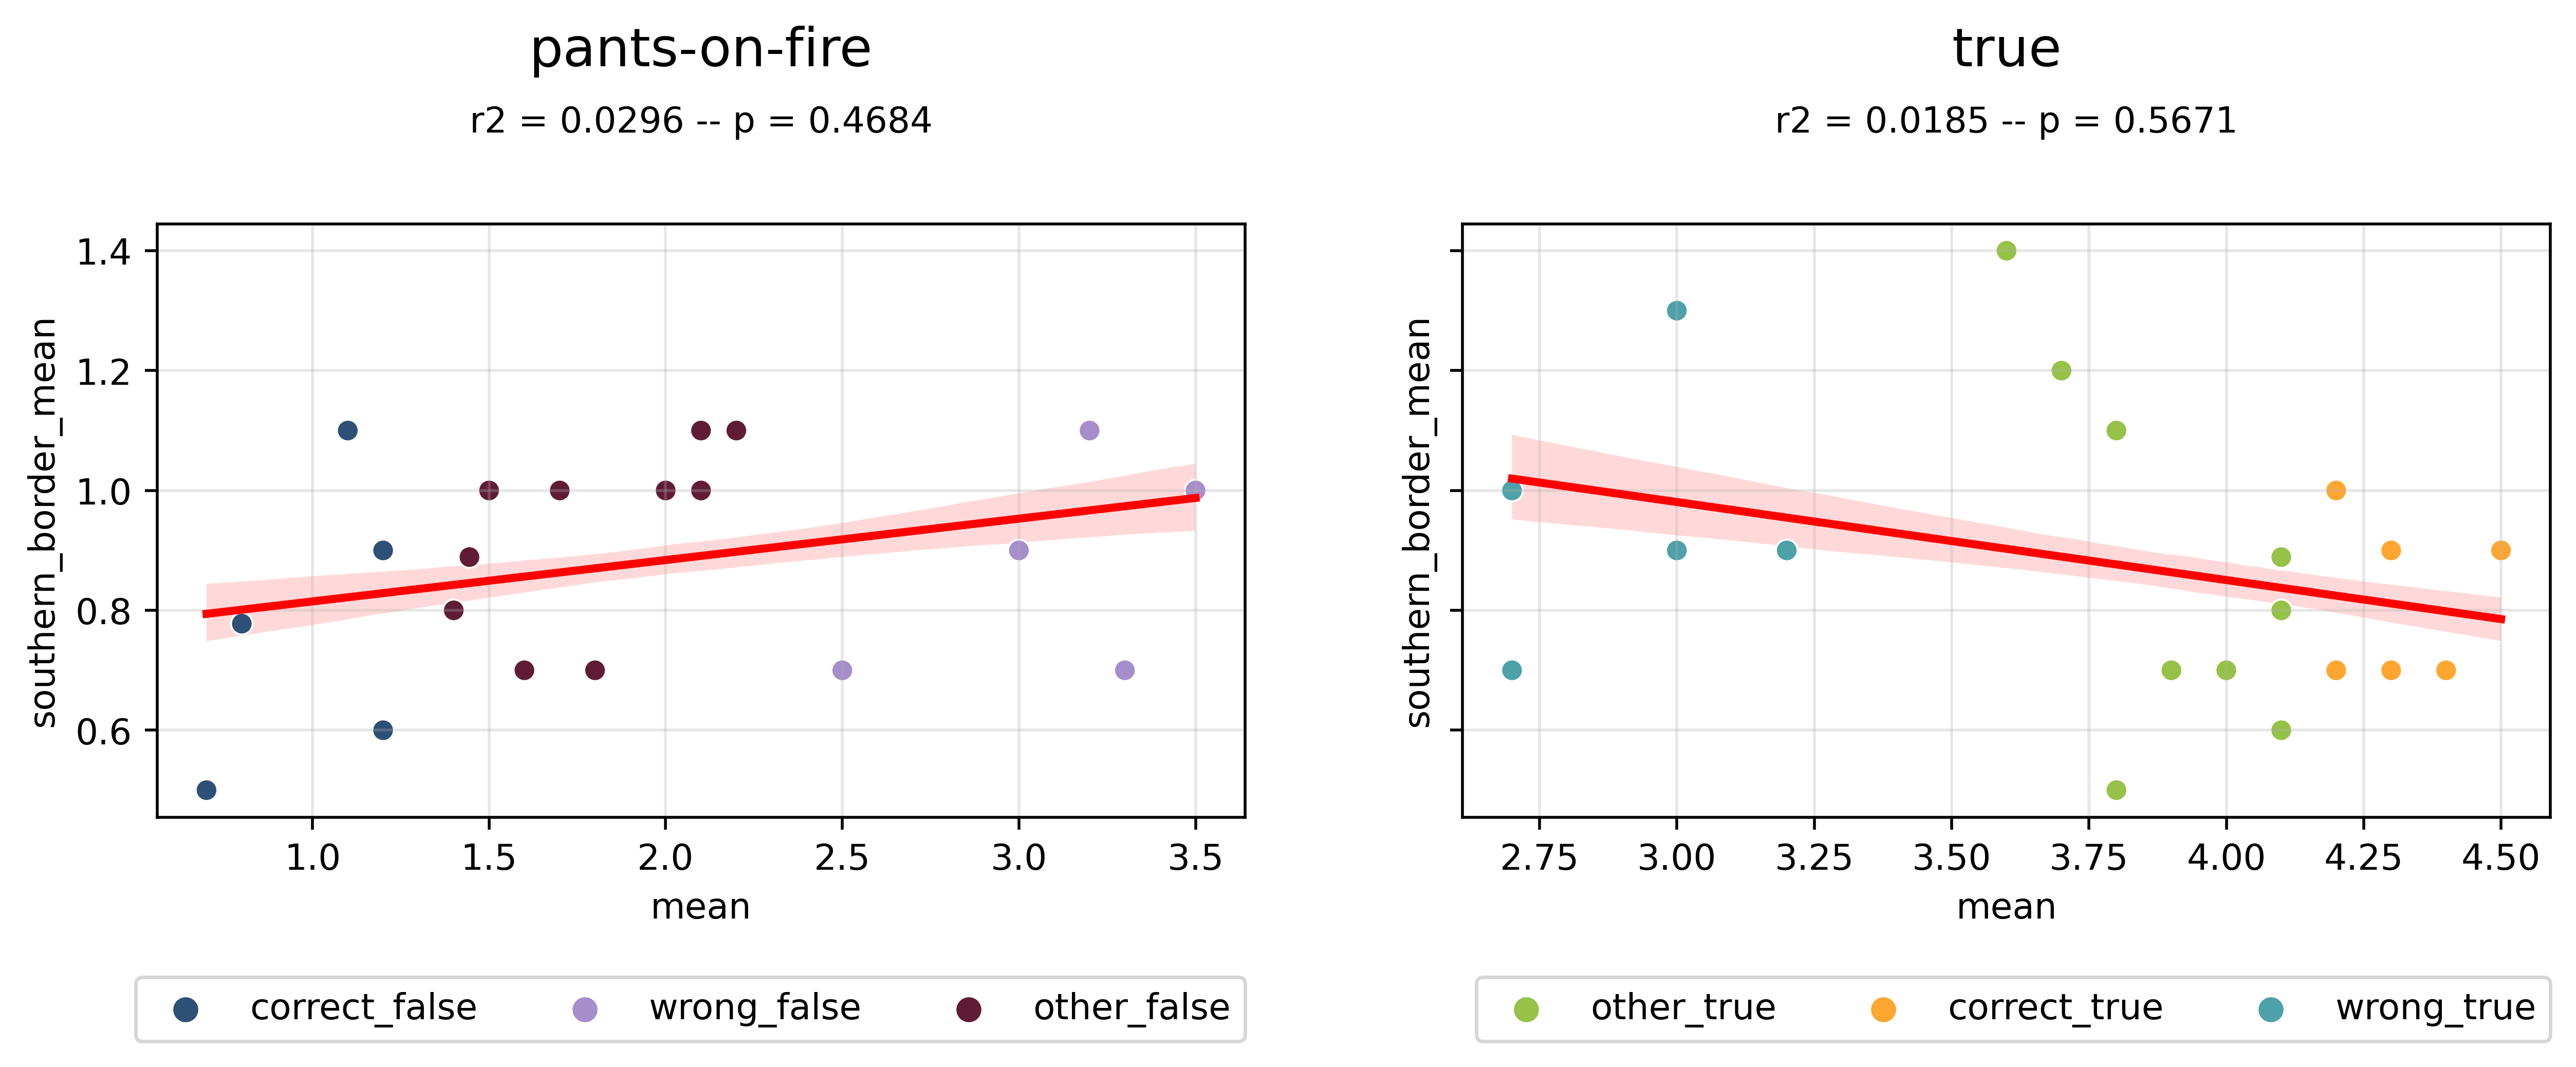 pants-on-fire
r2 = 0.0296 -- p = 0.4684
southern_border_mean
1.4
1.2
1.0
0.8
0.6
1.0 1.5 2.0 2.5 3.0 3.5
mean
correct_false wrong_false other_false
true
r2 = 0.0185 -- p = 0.5671
southern_border_mean
2.75 3.00 3.25 3.50 3.75 4.00 4.25 4.50
mean
other_true correct_true wrong_true